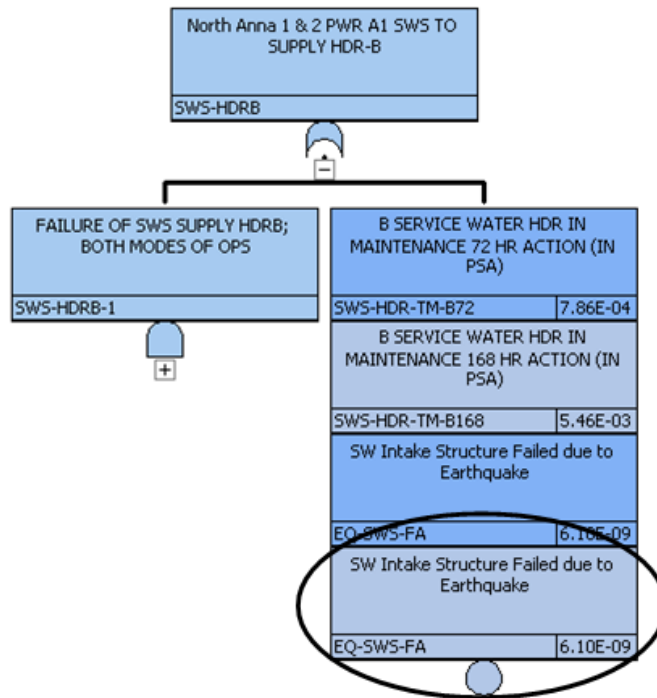 North Anna 1 & 2 PWR A1 SWS TO
SUPPLY HDR-B
SWS-HDRB
FAILURE OF SWS SUPPLY HDRB;
BOTH MODES OF OPS
SWS-HDRB-1
B SERVICE WATER HDR IN
MAINTENANCE 72 HR ACTION (IN
PSA)
SWS-HDR-TM-B72 7.86E-04
B SERVICE WATER HDR IN
MAINTENANCE 168 HR ACTION (IN
PSA)
SWS-HDR-TM-B168 5.46E-03
SW Intake Structure Failed due to
Earthquake
EQ-SWS-FA
SW Intake Structure Failed due to
Earthquake
EQ-SWS-FA 6.10E-09